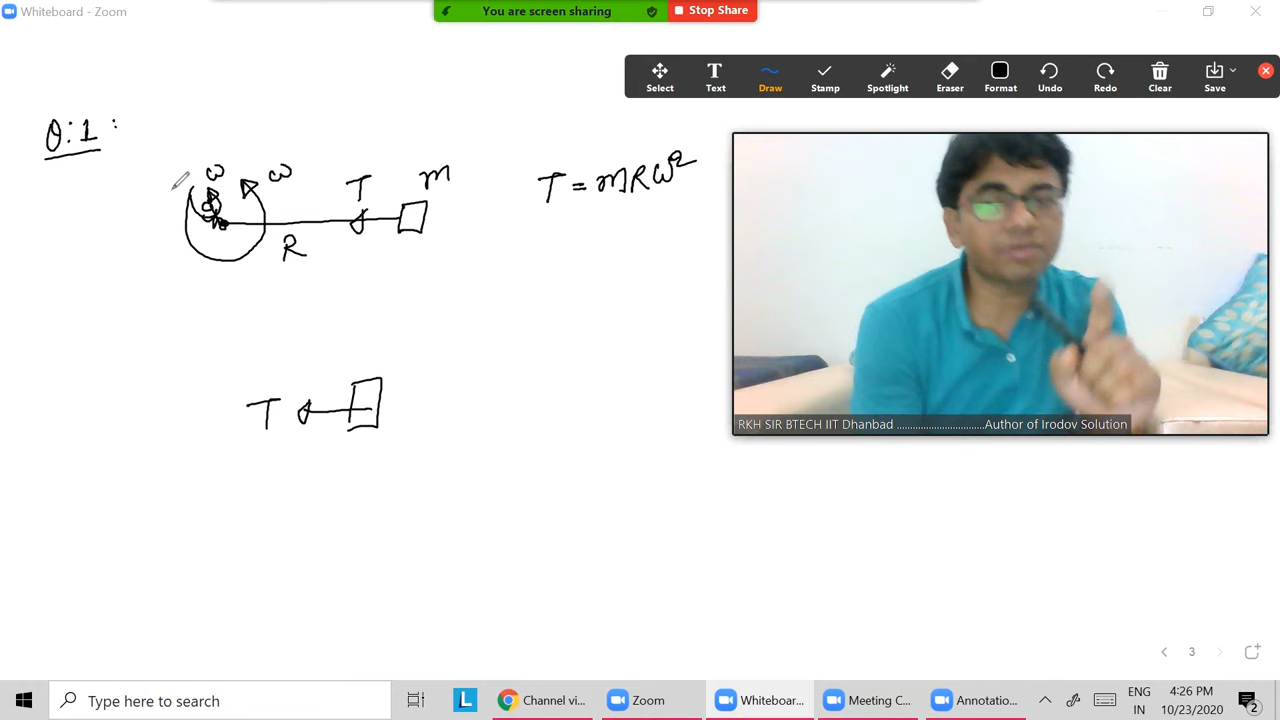 Whiteboard - Zoom
You are screen sharing
Stop Share
Select
Text
Draw
Stamp
Spotlight
Eraser
Format
Undo
Redo
Clear
Save
Q:1:
ω
ω
T
m
T = mRω²
R
T
RKH SIR BTECH IIT Dhanbad ..................................Author of Irodov Solution
3
Type here to search
L
Channel vi...
Zoom
Whiteboar...
Meeting C...
Annotatio...
ENG
IN
4:26 PM
10/23/2020
2